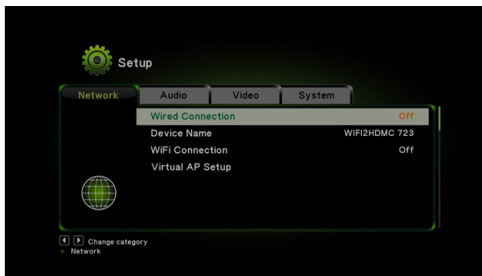 Setup
Network Audio Video System
Wired Connection Off
Device Name WIFI2HDMC 723
WiFi Connection Off
Virtual AP Setup
Change category
Network